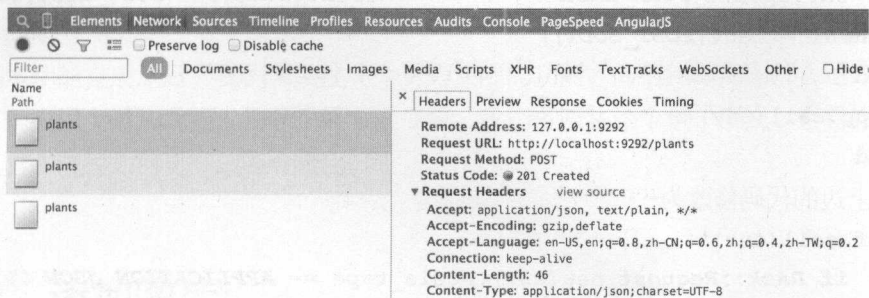 Elements Network Sources Timeline Profiles Resources Audits Console PageSpeed AngularJS
Preserve log Disable cache
Filter All Documents Stylesheets Images Media Scripts XHR Fonts TextTracks WebSockets Other Hide
Name
Path
× Headers Preview Response Cookies Timing
plants
plants
plants
Remote Address: 127.0.0.1:9292
Request URL: http://localhost:9292/plants
Request Method: POST
Status Code: 201 Created
▼ Request Headers view source
Accept: application/json, text/plain, */*
Accept-Encoding: gzip,deflate
Accept-Language: en-US,en;q=0.8,zh-CN;q=0.6,zh;q=0.4,zh-TW;q=0.2
Connection: keep-alive
Content-Length: 46
Content-Type: application/json;charset=UTF-8